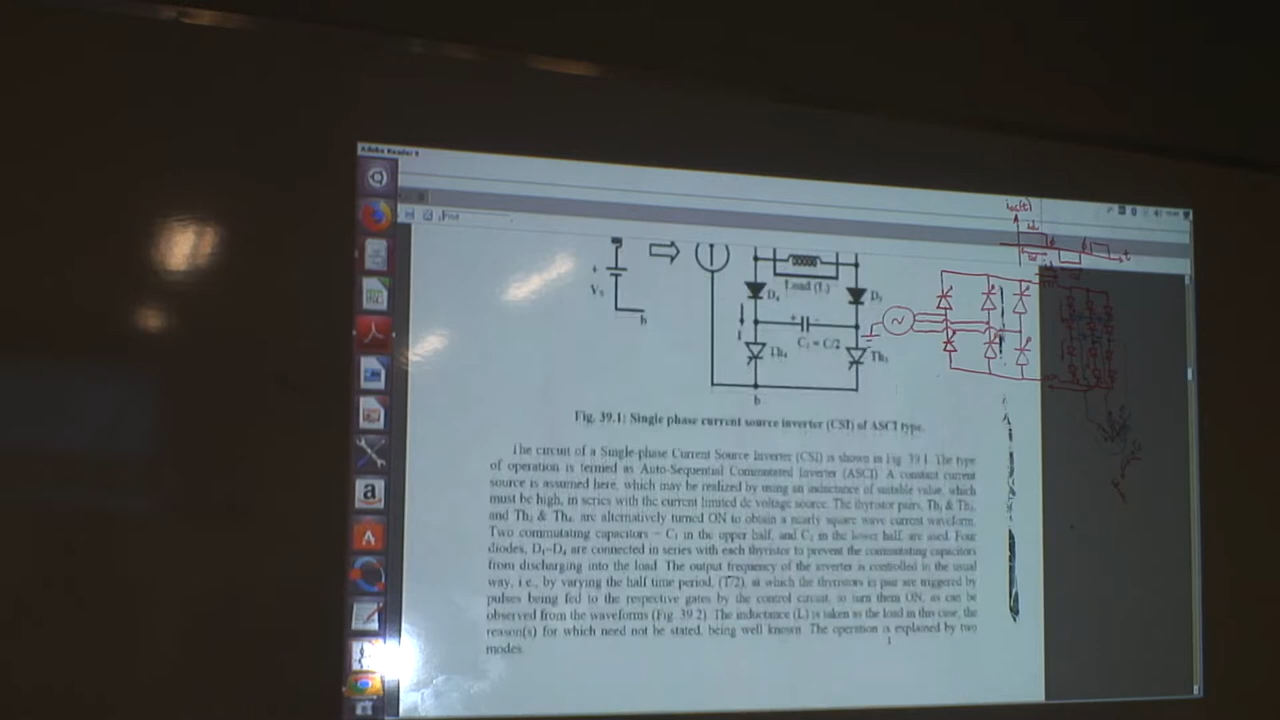 Adobe Reader 9
Find
iac(t)
t
+
Vs
b
Load (L)
D4
D3
+ -
i
C2 = C/2
Th4
Th3
b
Fig. 39.1: Single phase current source inverter (CSI) of ASCI type.
The circuit of a Single-phase Current Source Inverter (CSI) is shown in Fig. 39.1. The type
of operation is termed as Auto-Sequential Commutated Inverter (ASCI). A constant current
source is assumed here, which may be realized by using an inductance of suitable value, which
must be high, in series with the current limited dc voltage source. The thyristor pairs, Th1 & Th3,
and Th2 & Th4, are alternatively turned ON to obtain a nearly square wave current waveform.
Two commutating capacitors − C1 in the upper half, and C2 in the lower half, are used. Four
diodes, D1–D4 are connected in series with each thyristor to prevent the commutating capacitors
from discharging into the load. The output frequency of the inverter is controlled in the usual
way, i.e., by varying the half time period, (T/2), at which the thyristors in pair are triggered by
pulses being fed to the respective gates by the control circuit, to turn them ON, as can be
observed from the waveforms (Fig. 39.2). The inductance (L) is taken as the load in this case, the
reason(s) for which need not be stated, being well known. The operation is explained by two
modes.
1